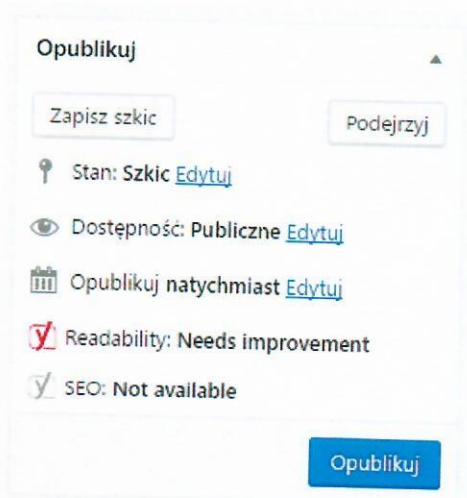 Opublikuj
Zapisz szkic
Podejrzyj
Stan: Szkic Edytuj
Dostępność: Publiczne Edytuj
Opublikuj natychmiast Edytuj
Readability: Needs improvement
SEO: Not available
Opublikuj